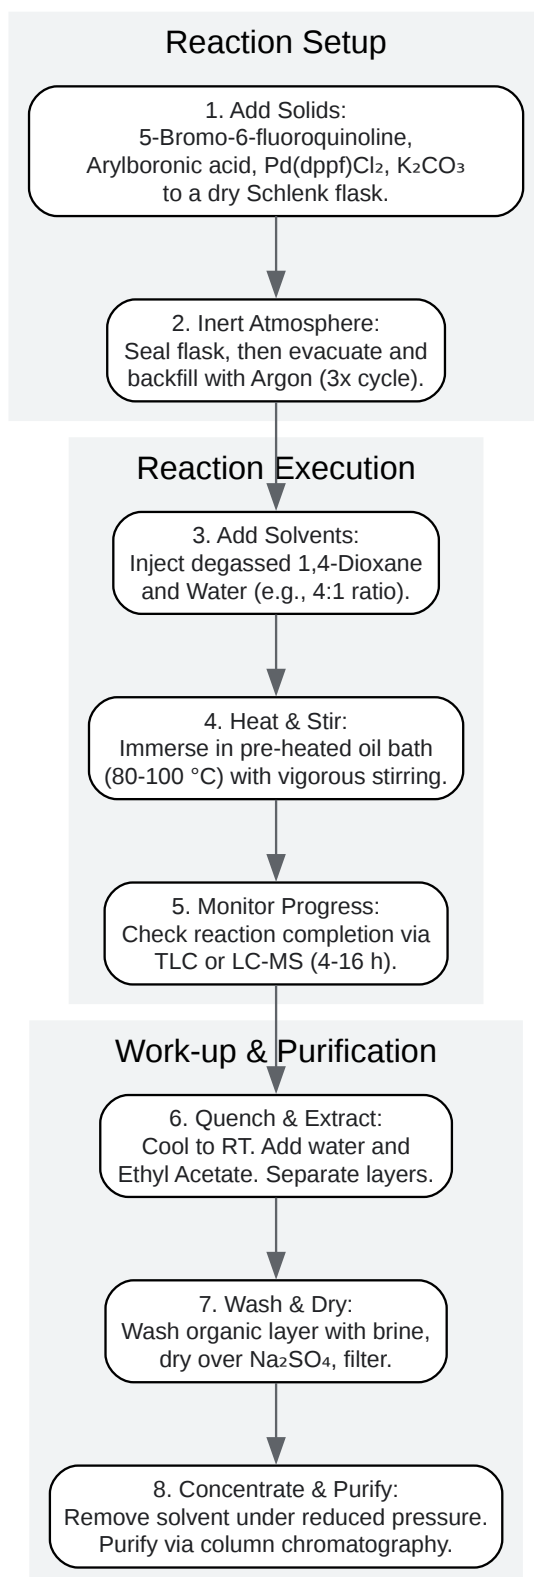 Reaction Setup
1. Add Solids:
5-Bromo-6-fluoroquinoline,
Arylboronic acid, Pd(dppf)Cl₂, K₂CO₃
to a dry Schlenk flask.
2. Inert Atmosphere:
Seal flask, then evacuate and
backfill with Argon (3x cycle).
Reaction Execution
3. Add Solvents:
Inject degassed 1,4-Dioxane
and Water (e.g., 4:1 ratio).
4. Heat & Stir:
Immerse in pre-heated oil bath
(80-100 °C) with vigorous stirring.
5. Monitor Progress:
Check reaction completion via
TLC or LC-MS (4-16 h).
Work-up & Purification
6. Quench & Extract:
Cool to RT. Add water and
Ethyl Acetate. Separate layers.
7. Wash & Dry:
Wash organic layer with brine,
dry over Na₂SO₄, filter.
8. Concentrate & Purify:
Remove solvent under reduced pressure.
Purify via column chromatography.